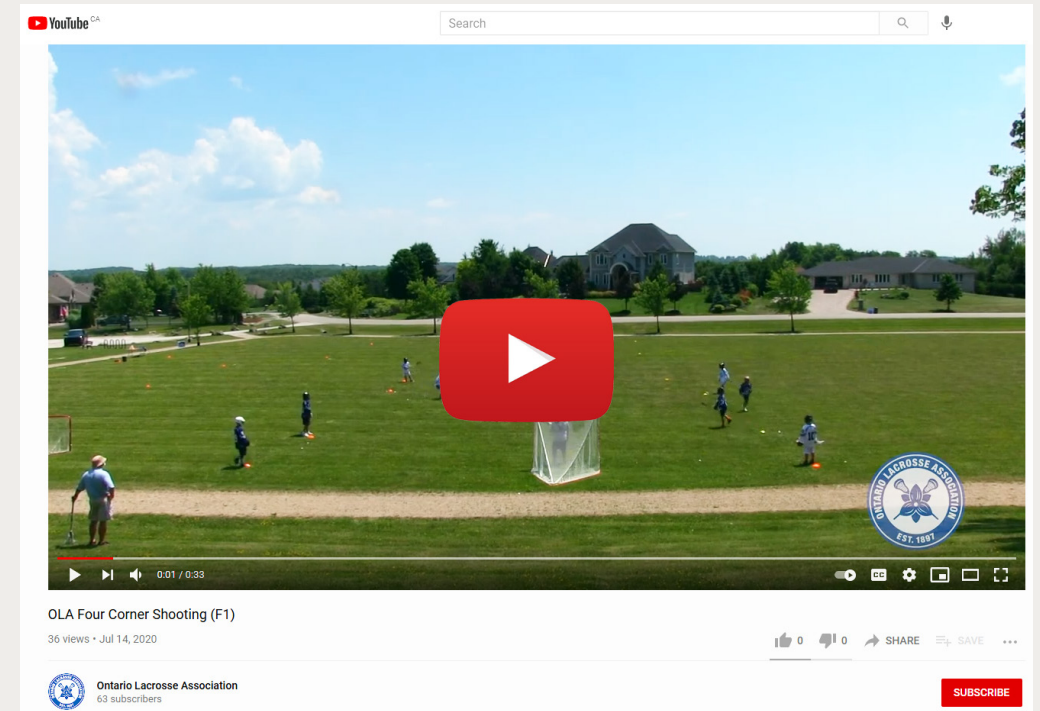 YouTube CA
Search
ONTARIO LACROSSE ASSOCIATION
EST. 1897
0:01 / 0:33
CC
OLA Four Corner Shooting (F1)
36 views • Jul 14, 2020
0 0 SHARE SAVE
Ontario Lacrosse Association
63 subscribers
SUBSCRIBE